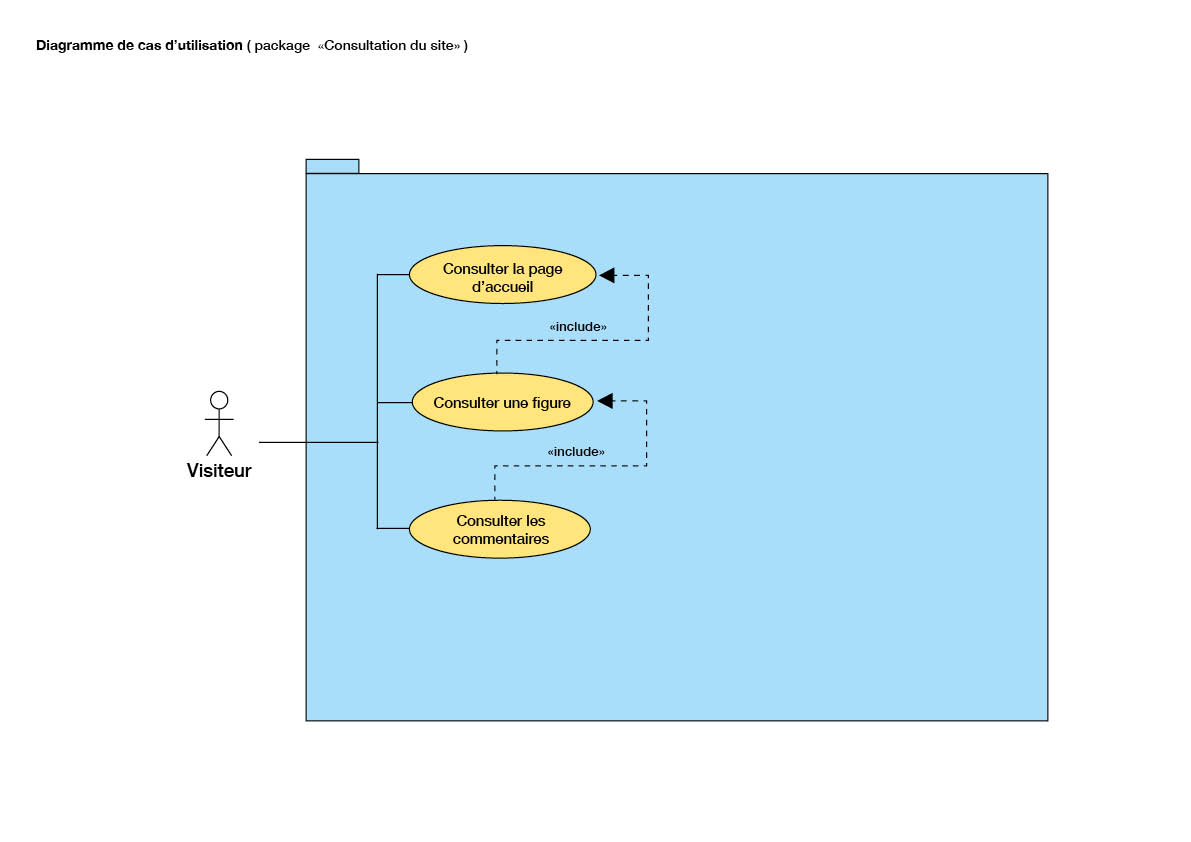 Diagramme de cas d’utilisation ( package «Consultation du site» )
Consulter la page
d’accueil
«include»
Consulter une figure
«include»
Visiteur
Consulter les
commentaires